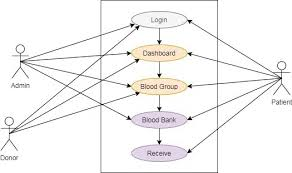 Login
Dashboard
Admin
Blood Group
Patient
Blood Bank
Donor
Receive